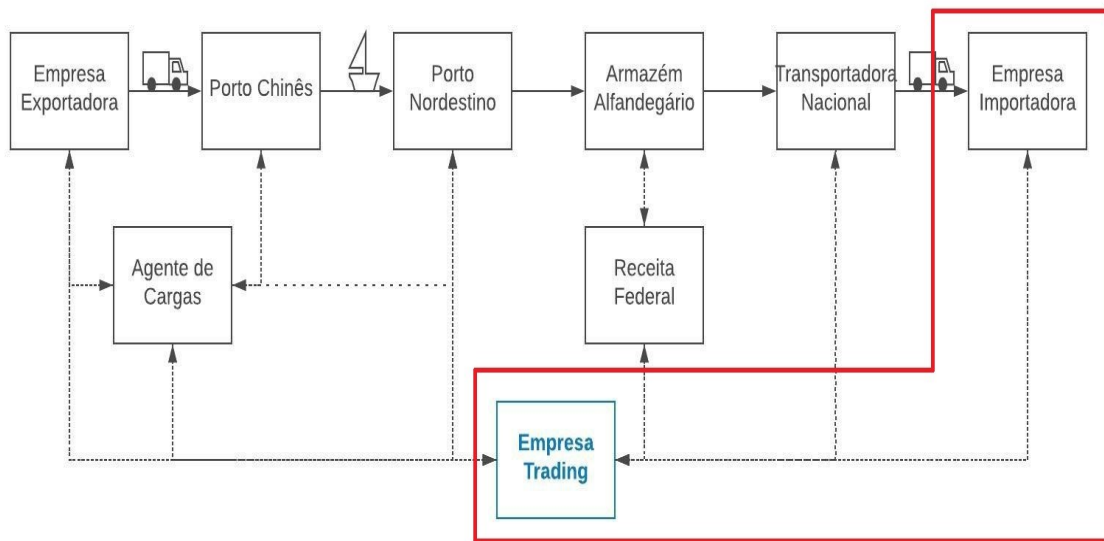 Empresa
Exportadora
Porto Chinês
Porto
Nordestino
Armazém
Alfandegário
Transportadora
Nacional
Empresa
Importadora
Agente de
Cargas
Receita
Federal
Empresa
Trading